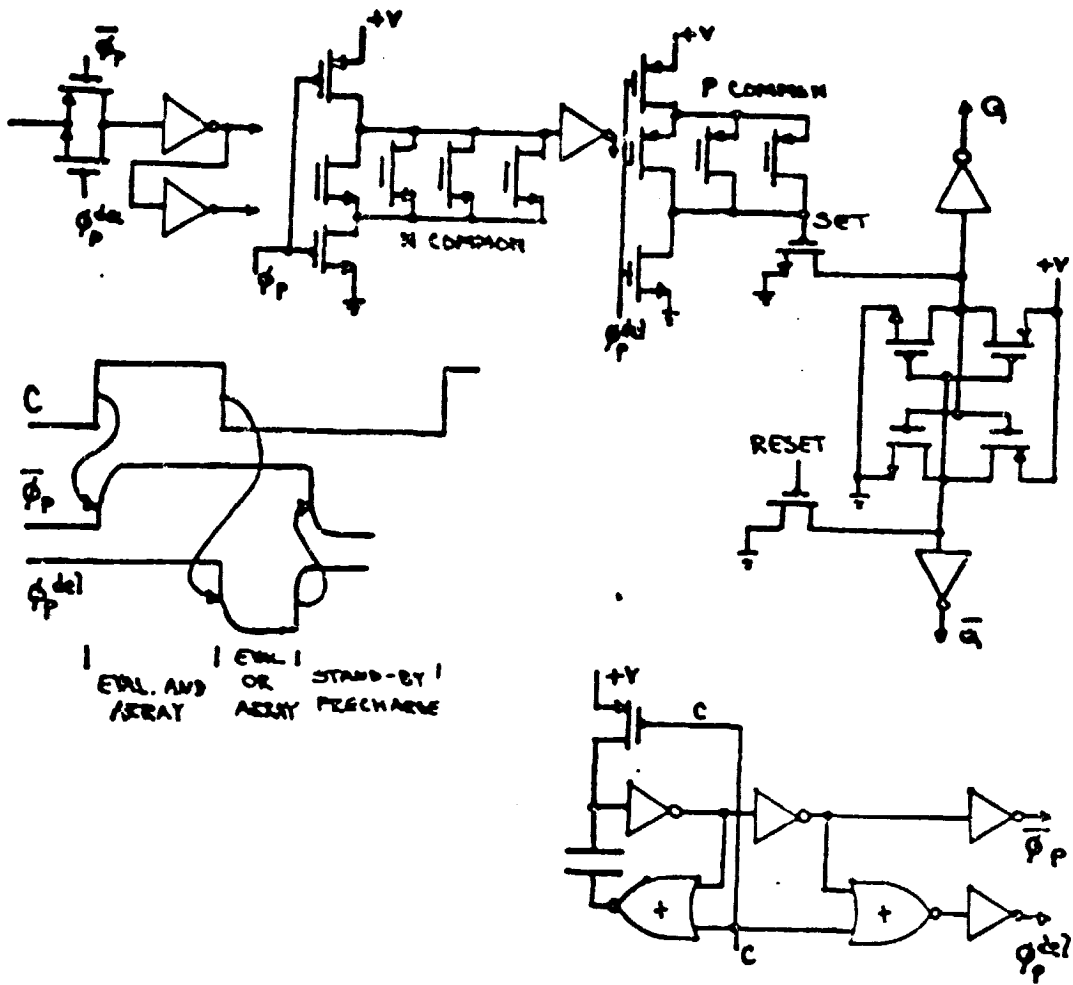 φ̄p
+V
+V
P COMMON
Q
φp^del
N COMMON
SET
φp
+V
φp^del
C
RESET
φ̄p
φp^del
EVAL. AND ARRAY
EVAL OR ARRAY
STAND-BY PRECHARGE
Q̄
+V
C
φ̄p
+
+
C
φp^del